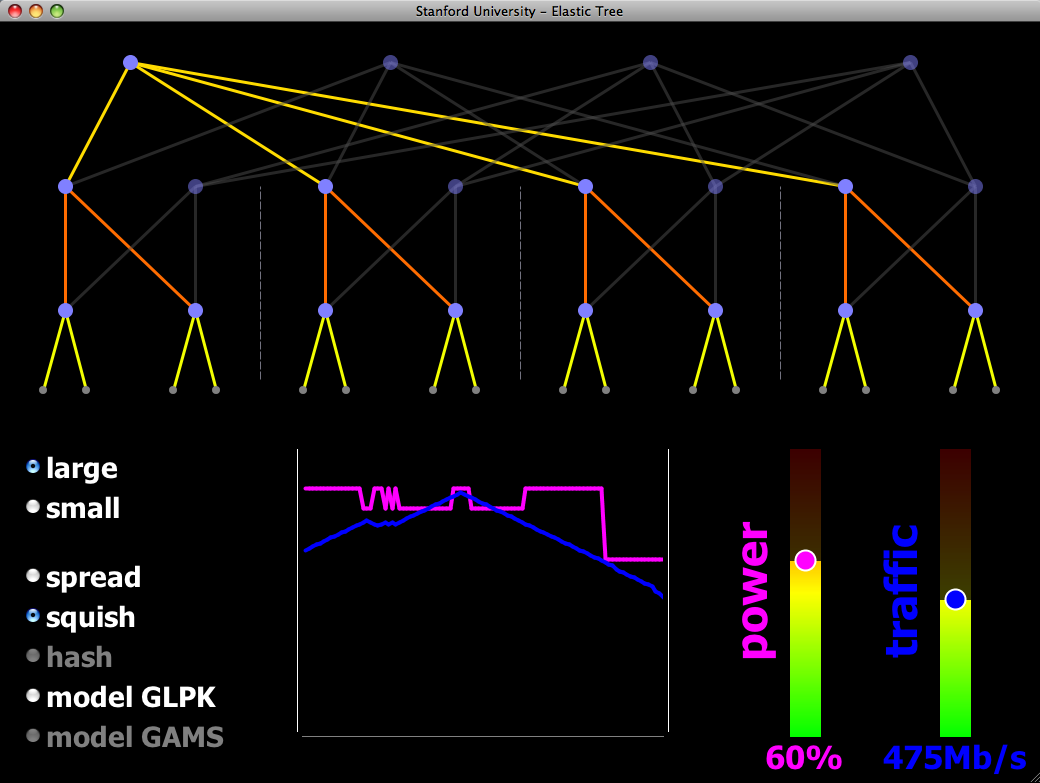 Stanford University – Elastic Tree
large
small
spread
squish
hash
model GLPK
model GAMS
power
traffic
60%
475Mb/s